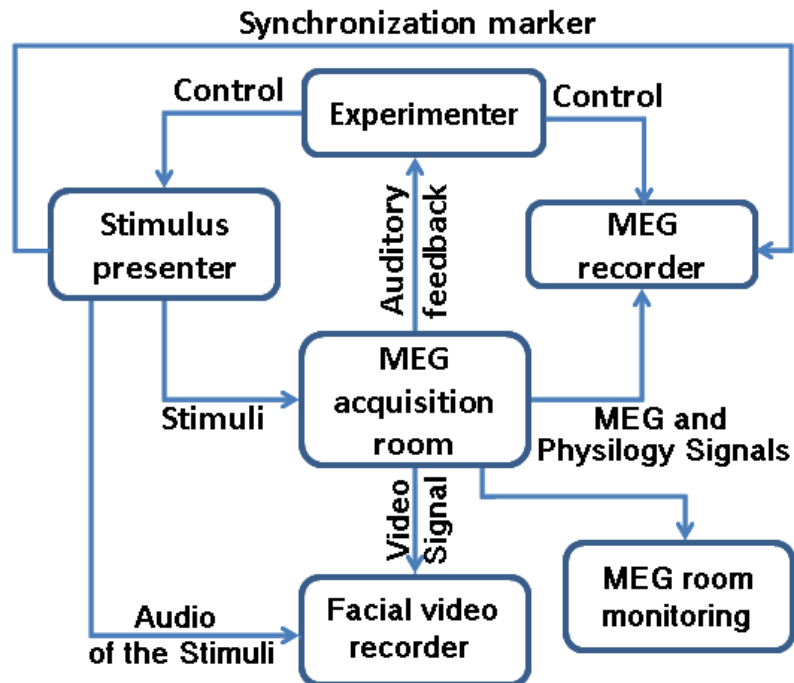 Synchronization marker
Control
Experimenter
Control
Stimulus
presenter
Auditory
feedback
MEG
recorder
Stimuli
MEG
acquisition
room
MEG and
Physilogy Signals
Video
Signal
Audio
of the Stimuli
Facial video
recorder
MEG room
monitoring